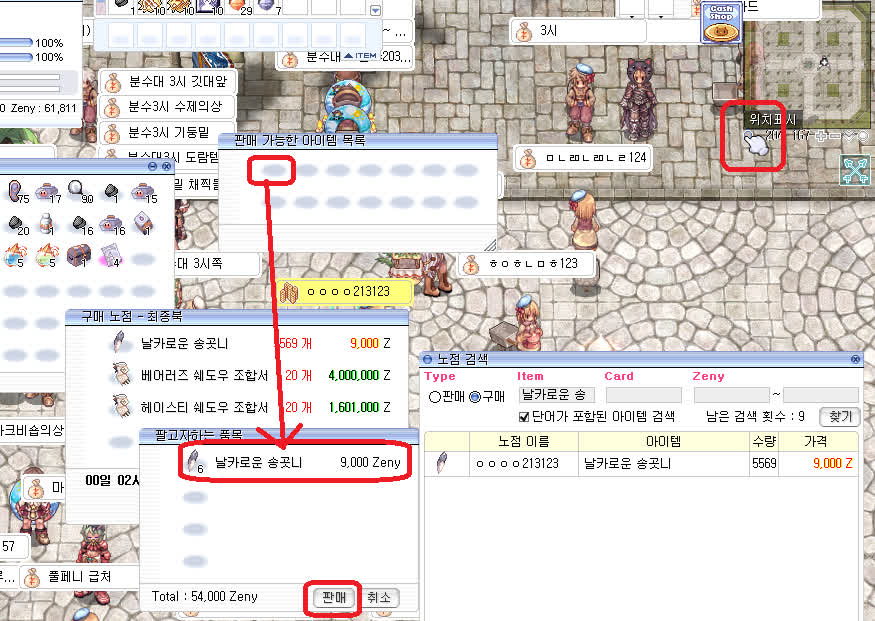 100%
100%
0 Zeny : 61,811
1
10
10
1
29
7
ITEM
~ ...
분수대
203...
분수대 3시 깃대앞
분수3시 수제의상
분수3시 기둥밑
분수대3시 도람템
밑 채찍
대 3시쪽
3시
Cash
Shop
카드
위치표시
167
ㅁㄴㄻㄴㄻㄴㄹ124
ㅎㅇㅎㄴㅁㅎ123
ㅇㅇㅇㅇ213123
판매 가능한 아이템 목록
75 17 90 1 15
20 1 16 16 1
5 5 1 4
구매 노점 - 최종북
날카로운 송곳니 5569 개 9,000 Z
베어러즈 쉐도우 조합서 20 개 4,000,000 Z
헤이스티 쉐도우 조합서 20 개 1,601,000 Z
팔고자하는 품목
6 날카로운 송곳니 9,000 Zeny
Total : 54,000 Zeny 판매 취소
크비숍의상
마
00일 02시
57
풀페니 급처
노점 검색
Type Item Card Zeny
판매 구매 날카로운 송 ~
단어가 포함된 아이템 검색 남은 검색 횟수 : 9 찾기
노점 이름 아이템 수량 가격
ㅇㅇㅇㅇ213123 날카로운 송곳니 5569 9,000 Z